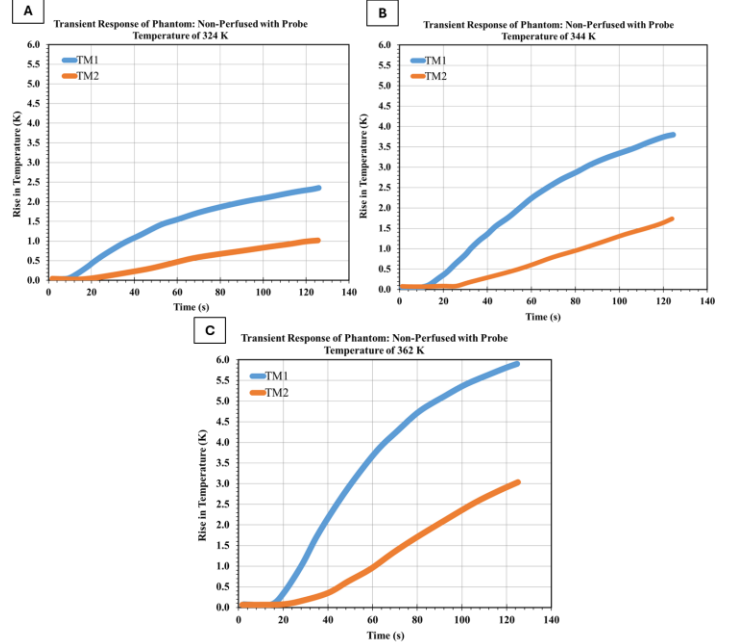 A
Transient Response of Phantom: Non-Perfused with Probe
Temperature of 324 K
6.0
5.5
5.0
4.5
4.0
3.5
3.0
2.5
2.0
1.5
1.0
0.5
0.0
Rise in Temperature (K)
TM1
TM2
0 20 40 60 80 100 120 140
Time (s)
B
Transient Response of Phantom: Non-Perfused with Probe
Temperature of 344 K
6.0
5.5
5.0
4.5
4.0
3.5
3.0
2.5
2.0
1.5
1.0
0.5
0.0
Rise in Temperature (K)
TM1
TM2
0 20 40 60 80 100 120 140
Time (s)
C
Transient Response of Phantom: Non-Perfused with Probe
Temperature of 362 K
6.0
5.5
5.0
4.5
4.0
3.5
3.0
2.5
2.0
1.5
1.0
0.5
0.0
Rise in Temperature (K)
TM1
TM2
0 20 40 60 80 100 120 140
Time (s)